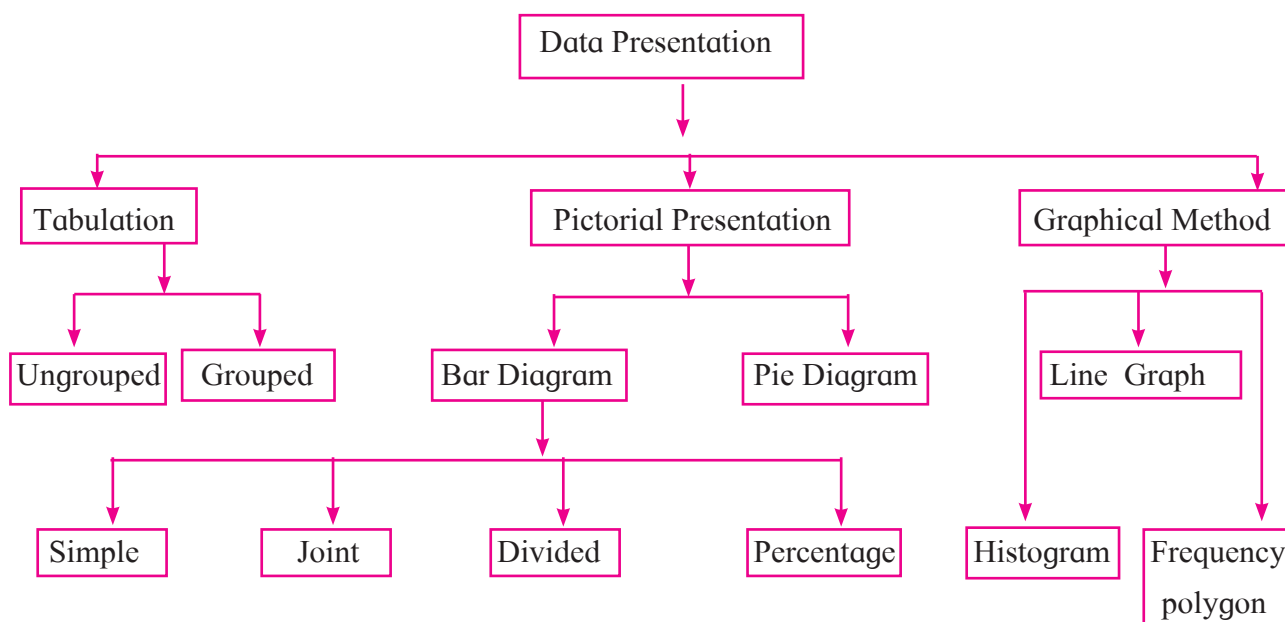 Data Presentation
Tabulation
Pictorial Presentation
Graphical Method
Ungrouped
Grouped
Bar Diagram
Pie Diagram
Line Graph
Simple
Joint
Divided
Percentage
Histogram
Frequency
polygon